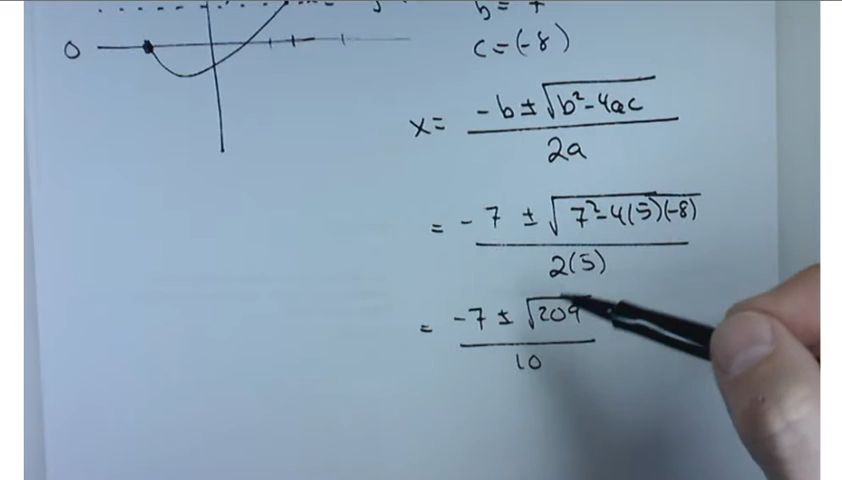 0
b = 7
c = (-8)
x = -b ± √b² - 4ac
2a
= -7 ± √7² - 4(5)(-8)
2(5)
= -7 ± √209
10